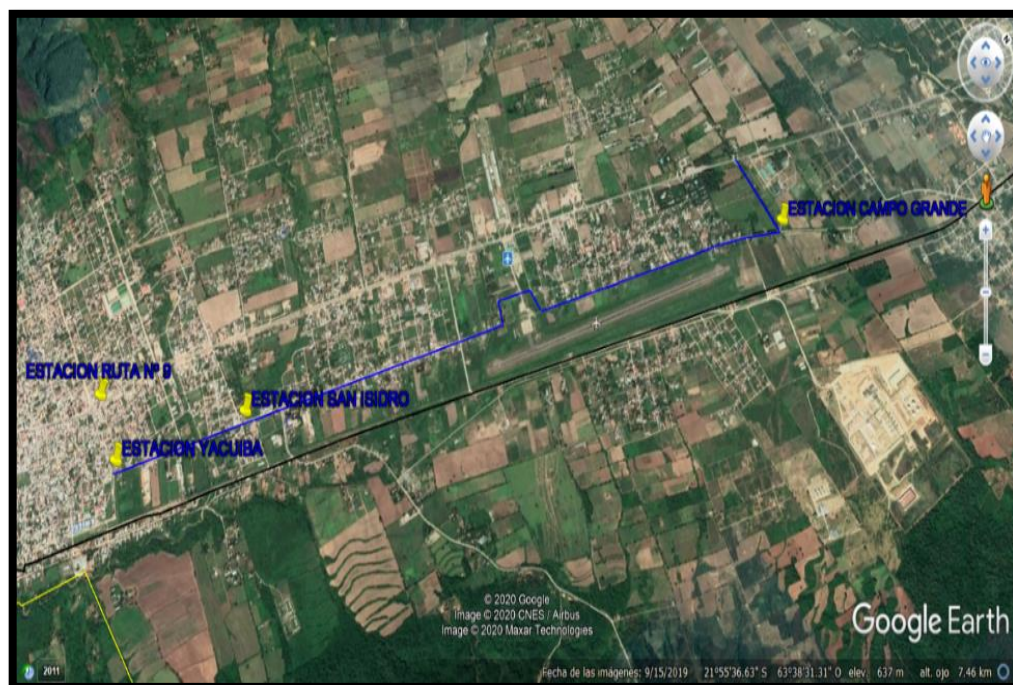 ESTACION CAMPO GRANDE
ESTACION RUTA Nº 9
ESTACION SAN ISIDRO
ESTACION YACUIBA
© 2020 Google
Image © 2020 CNES / Airbus
Image © 2020 Maxar Technologies
Google Earth
2011
Fecha de las imágenes: 9/15/2019 21°55'36.63" S 63°38'31.31" O elev. 637 m alt. ojo 7.46 km